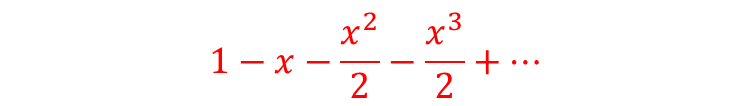 1 − x − x²/2 − x³/2 + ⋯